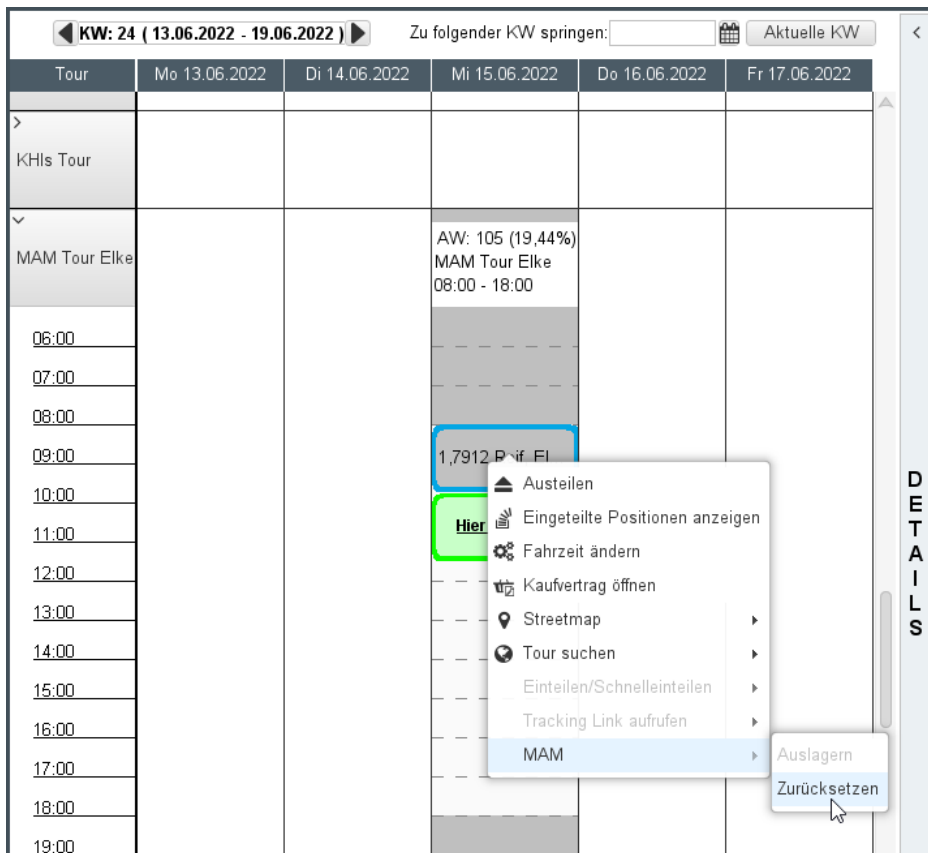 KW: 24 ( 13.06.2022 - 19.06.2022 ) Zu folgender KW springen: Aktuelle KW
Tour Mo 13.06.2022 Di 14.06.2022 Mi 15.06.2022 Do 16.06.2022 Fr 17.06.2022
KHIs Tour
MAM Tour Elke
AW: 105 (19,44%)
MAM Tour Elke
08:00 - 18:00
06:00
07:00
08:00
09:00
10:00
11:00
12:00
13:00
14:00
15:00
16:00
17:00
18:00
19:00
1,7912
Hier
Austeilen
Eingeteilte Positionen anzeigen
Fahrzeit ändern
Kaufvertrag öffnen
Streetmap
Tour suchen
Einteilen/Schnelleinteilen
Tracking Link aufrufen
MAM
Auslagern
Zurücksetzen
DETAILS